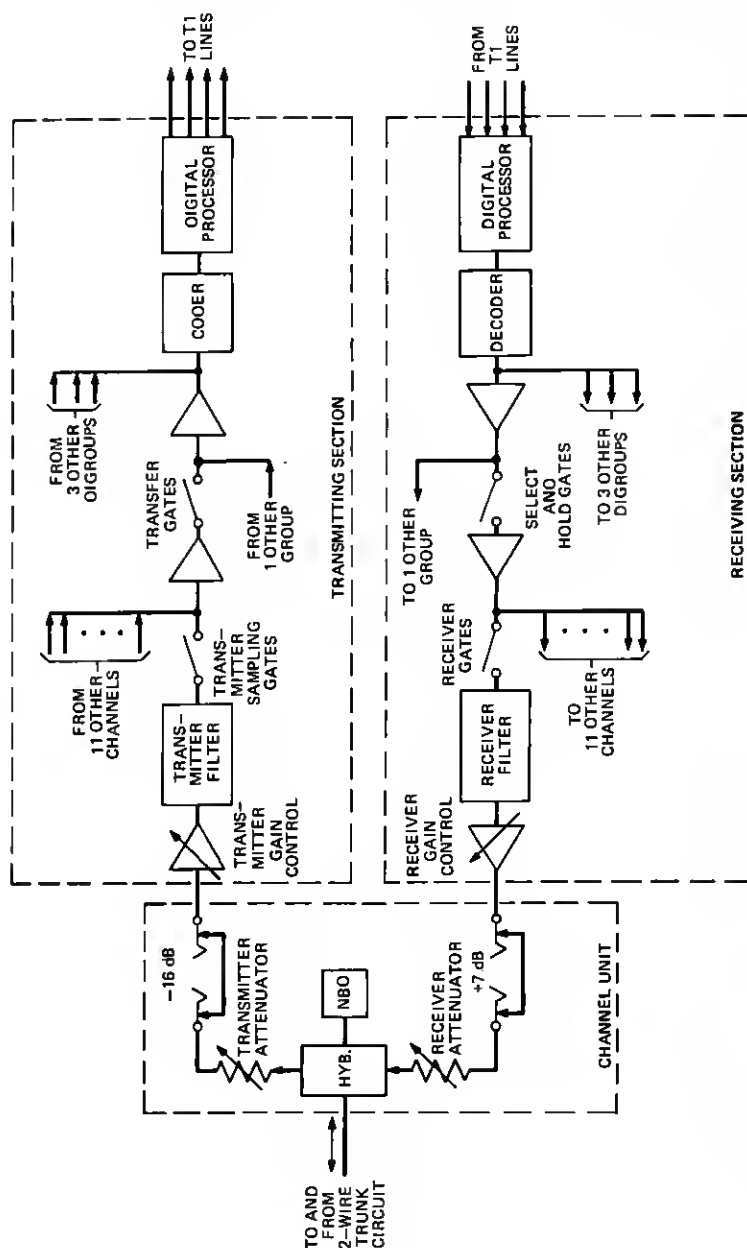 TO T1
LINES
OIGITAL
PROCESSOR
COOER
FROM
3 OTHER
OIGROUPS
TRANSFER
GATES
FROM
1 OTHER
GROUP
TRANSMITTING SECTION
FROM
11 OTHER
CHANNELS
TRANS-
MITTER
SAMPLING
GATES
TRANS-
MITTER
FILTER
TRANS-
MITTER
GAIN
CONTROL
-16 dB
TRANSMITTER
ATTENUATOR
NBO
HYB.
TO AND
FROM
2-WIRE
TRUNK
CIRCUIT
RECEIVER
ATTENUATOR
+7 dB
CHANNEL UNIT
FROM
T1
LINES
DIGITAL
PROCESSOR
DECODER
TO 3 OTHER
DIGROUPS
TO 1 OTHER
GROUP
SELECT
ANO
HOLD GATES
RECEIVER
GATES
TO
11 OTHER
CHANNELS
RECEIVER
FILTER
RECEIVER
GAIN
CONTROL
RECEIVING SECTION